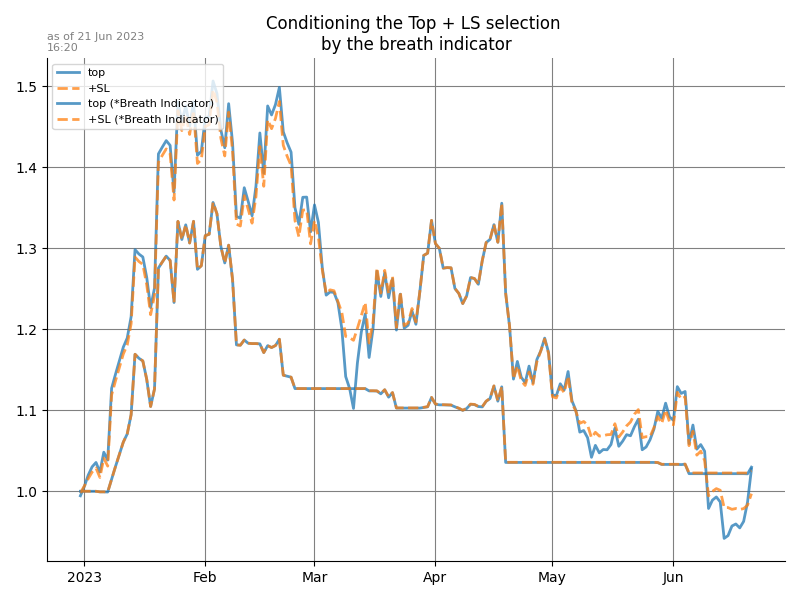 Conditioning the Top + LS selection
by the breath indicator
as of 21 Jun 2023
16:20
top
+SL
top (*Breath Indicator)
+SL (*Breath Indicator)
1.5
1.4
1.3
1.2
1.1
1.0
2023 Feb Mar Apr May Jun